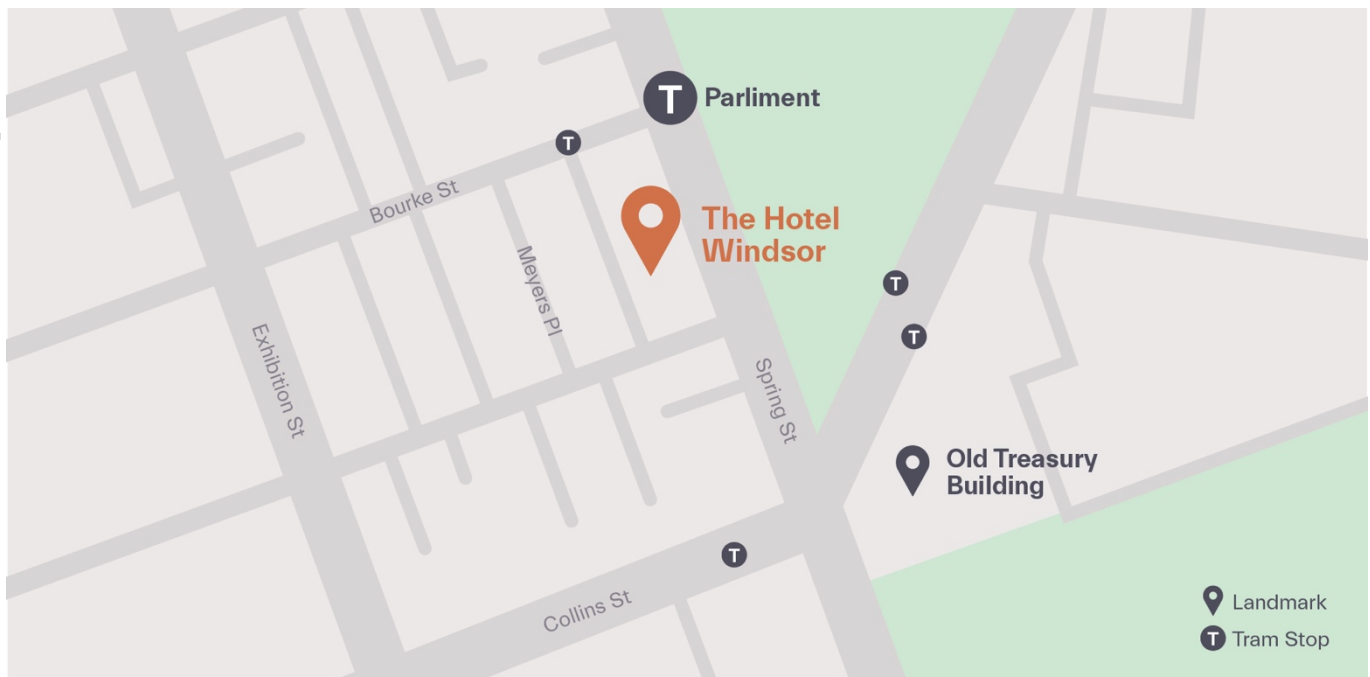 T Parliment
T
Bourke St
The Hotel
Windsor
Meyers Pl
T
T
Exhibition St
Spring St
Old Treasury
Building
T
Collins St
Landmark
T Tram Stop